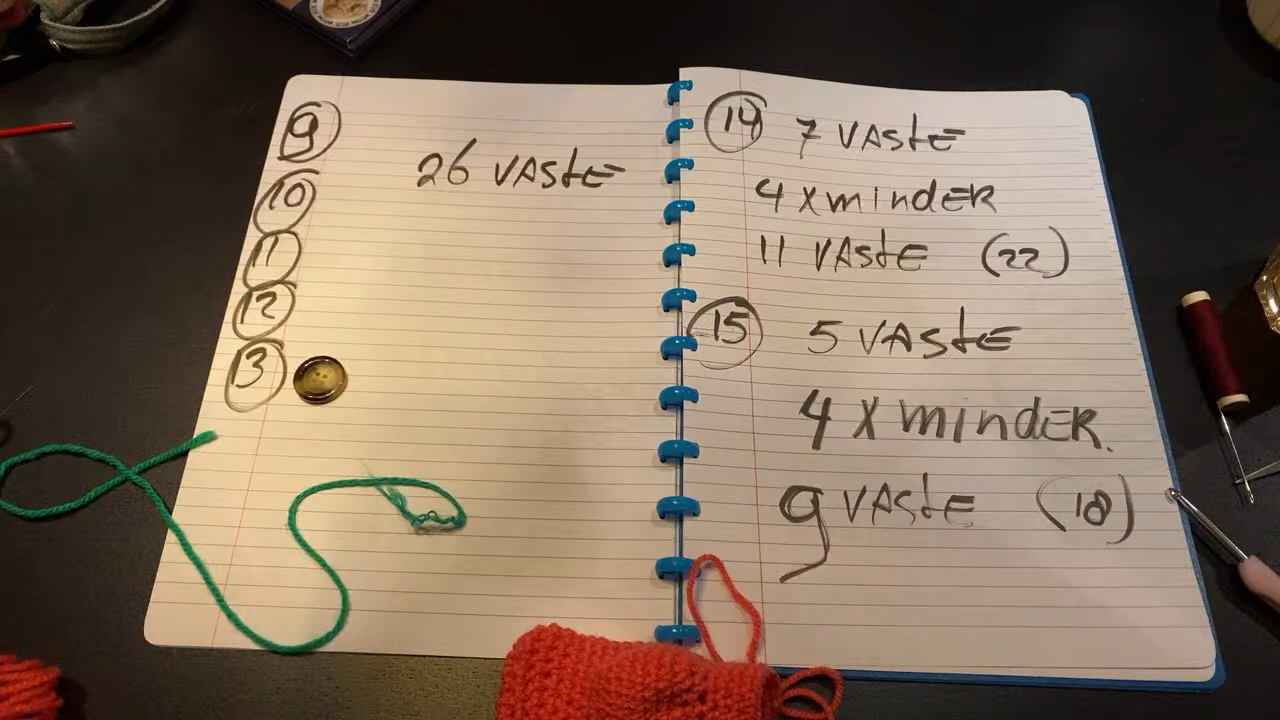 9
26 VASTE
10
11
12
3
14 7 VASTE
4 X minDER
11 VASTE (22)
15 5 VASTE
4 X minDER.
9 VASTE (18)